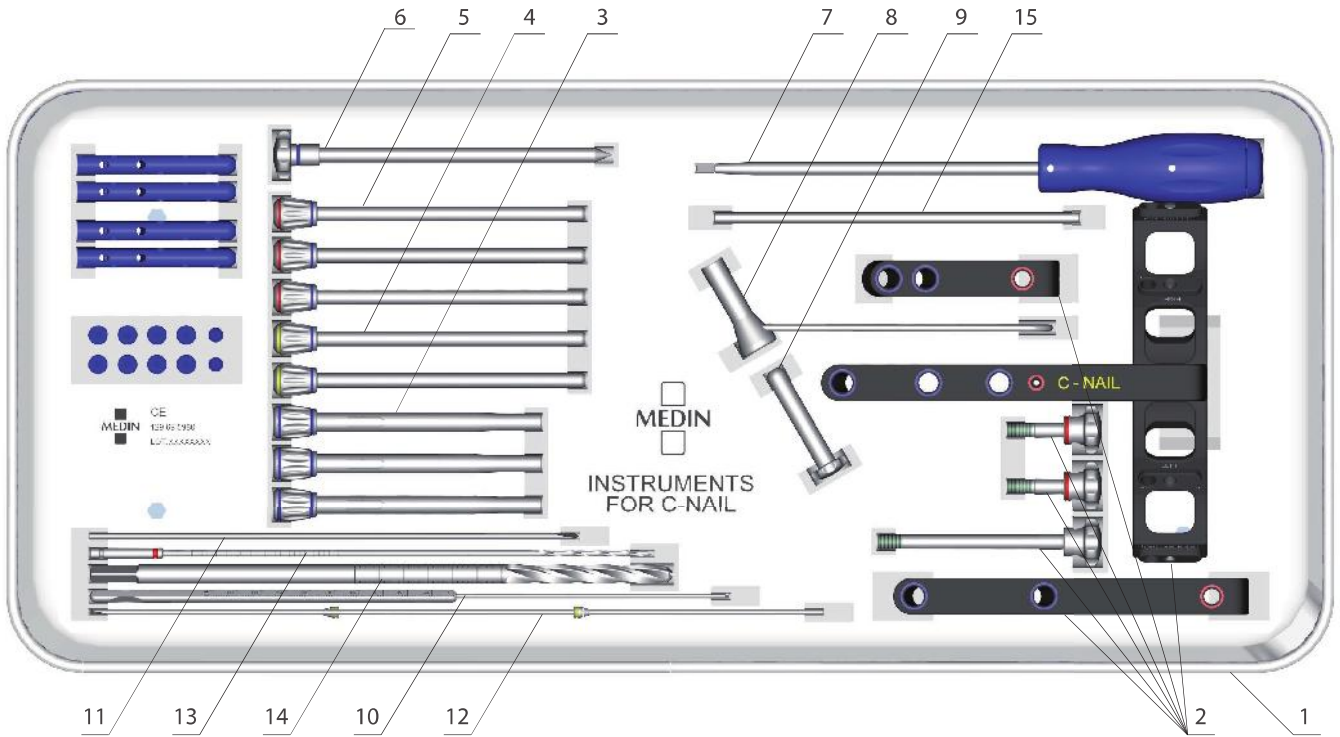 6 5 4 3 7 8 9 15
C - NAIL
MEDIN
CE
MEDIN
INSTRUMENTS
FOR C-NAIL
11 13 14 10 12 2 1